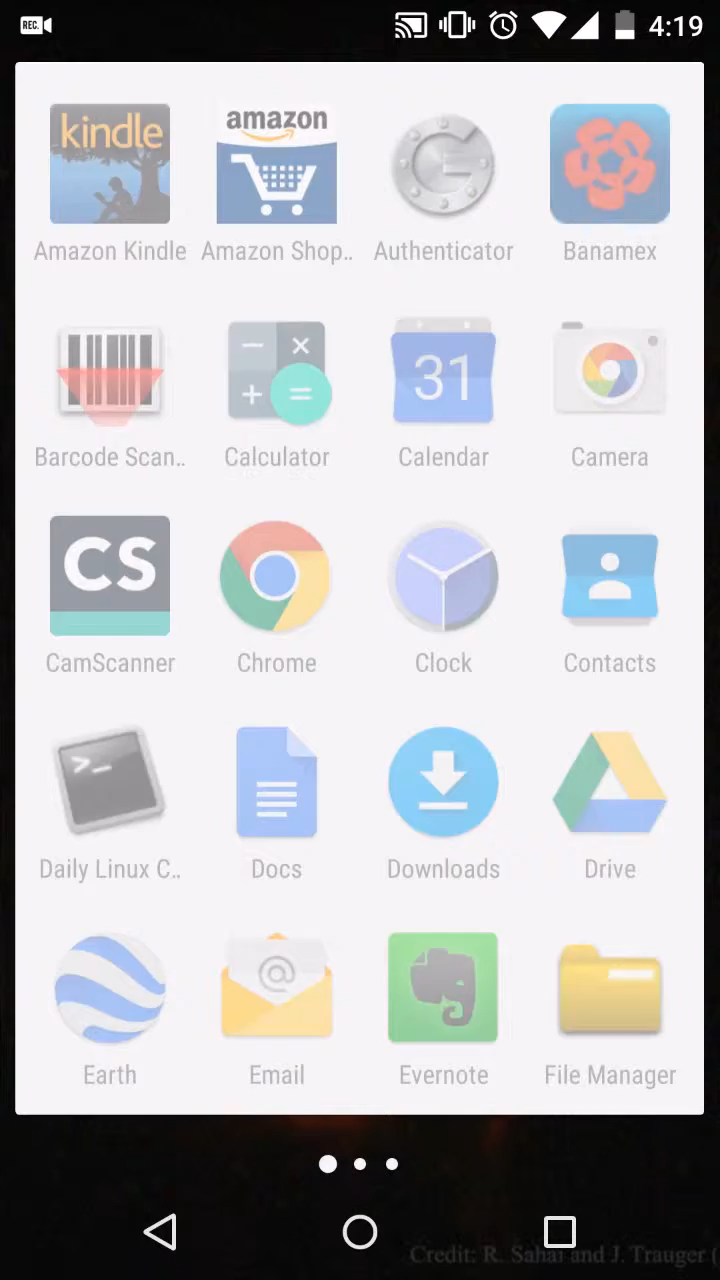 REC.
4:19
kindle
amazon
Amazon Kindle
Amazon Shop..
Authenticator
Banamex
31
Barcode Scan..
Calculator
Calendar
Camera
CS
CamScanner
Chrome
Clock
Contacts
>_
Daily Linux C..
Docs
Downloads
Drive
@
Earth
Email
Evernote
File Manager
Credit: R. Sahai and J. Trauger (